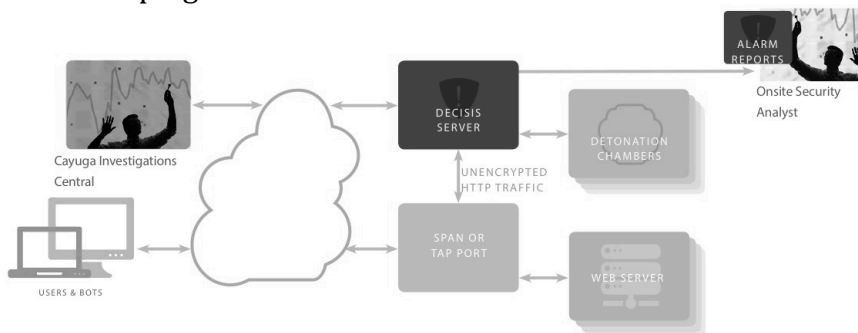 ALARM
REPORTS
Onsite Security
Analyst
DECISIS
SERVER
DETONATION
CHAMBERS
Cayuga Investigations
Central
UNENCRYPTED
HTTP TRAFFIC
SPAN OR
TAP PORT
WEB SERVER
USERS & BOTS